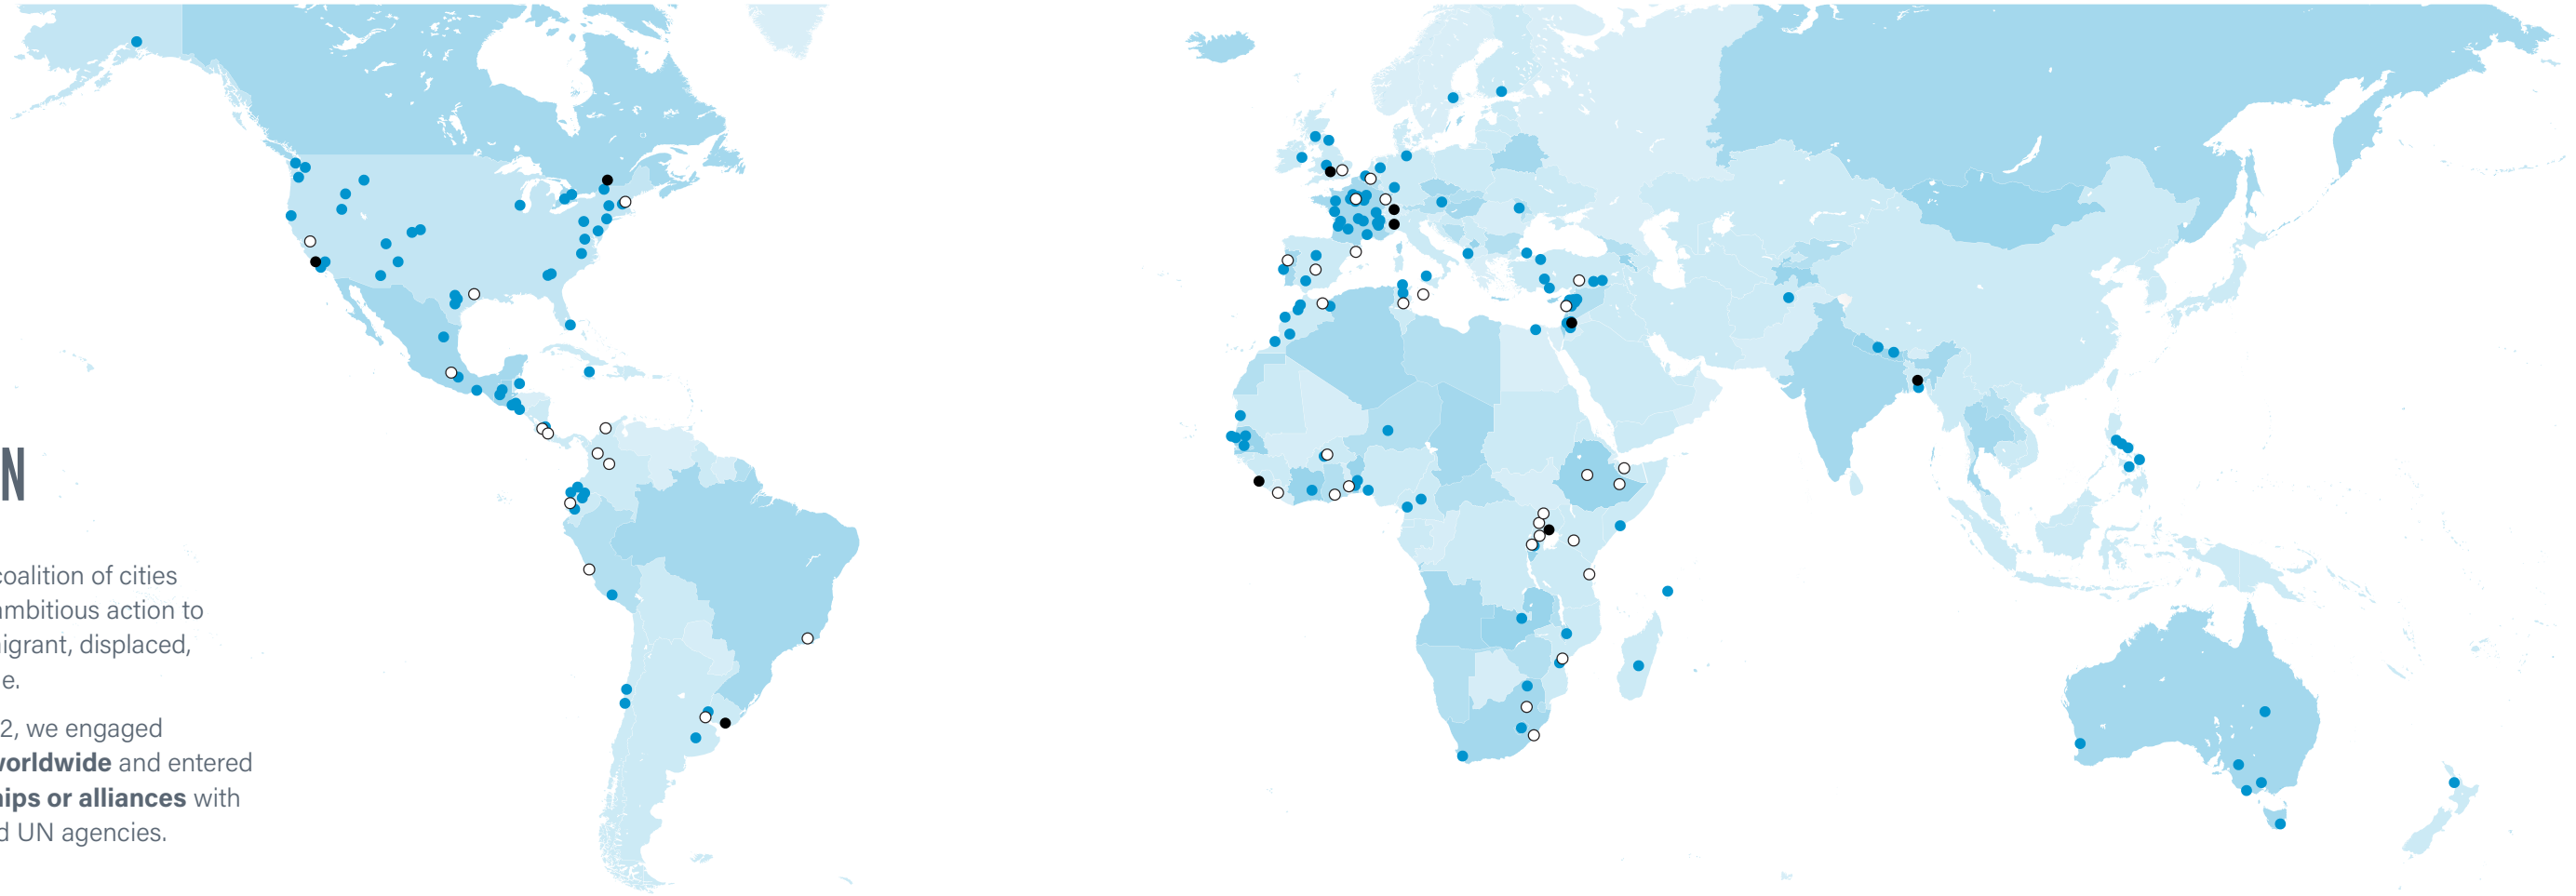 N
coalition of cities
ambitious action to
igrant, displaced,
e.
2, we engaged
worldwide and entered
hips or alliances with
d UN agencies.